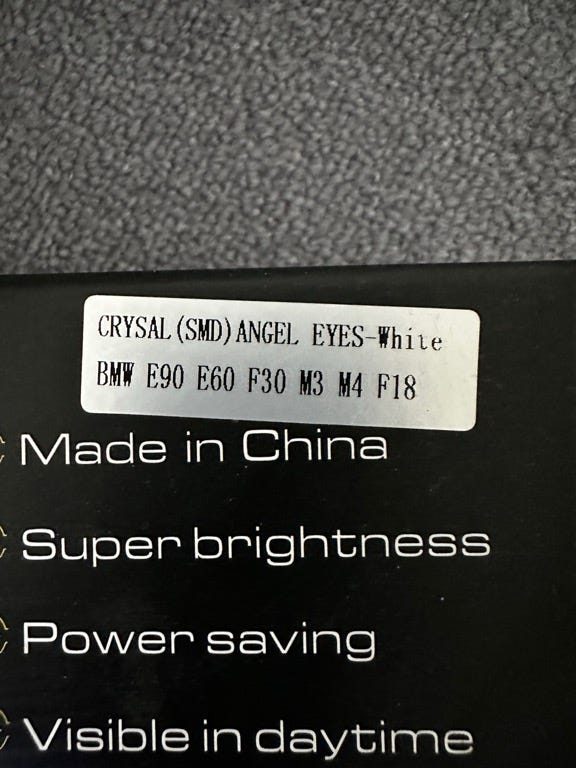 CRYSAL(SMD)ANGEL EYES-White
BMW E90 E60 F30 M3 M4 F18
Made in China
Super brightness
Power saving
Visible in daytime